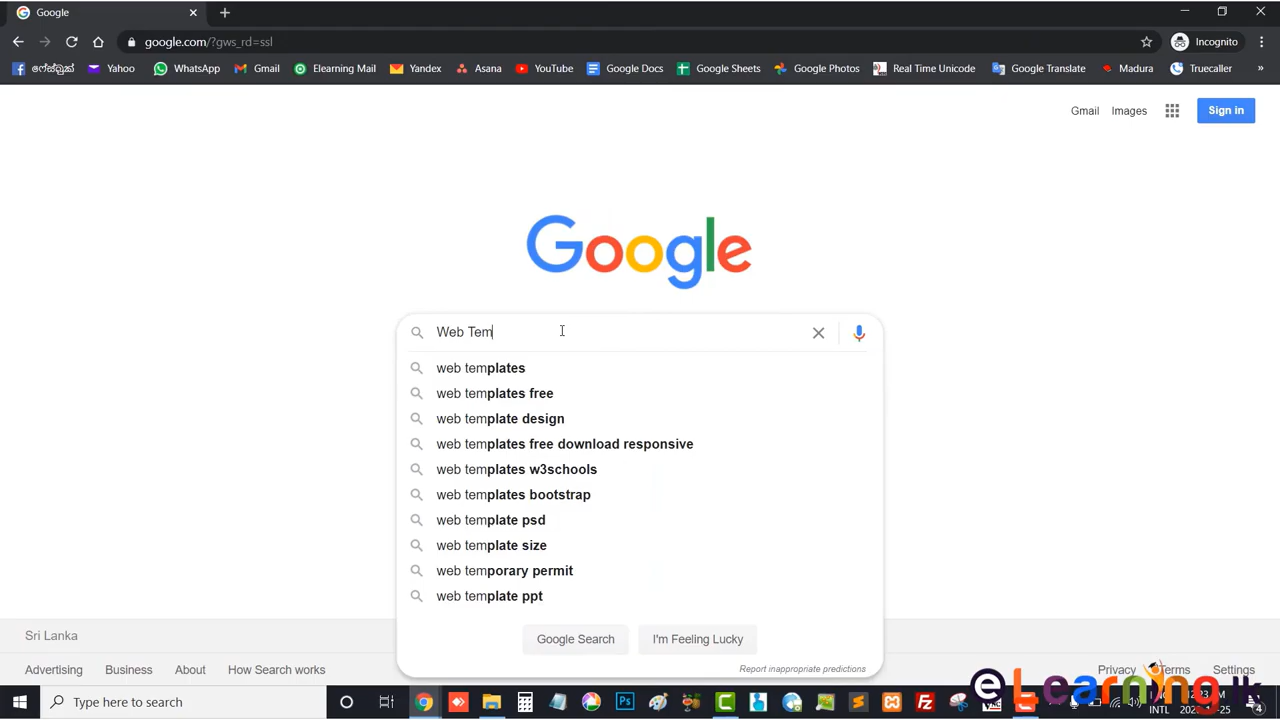 Google
google.com/?gws_rd=ssl
Incognito
ෆේස්බුක් Yahoo WhatsApp Gmail Elearning Mail Yandex Asana YouTube Google Docs Google Sheets Google Photos Real Time Unicode Google Translate Madura Truecaller »
Gmail Images Sign in
Google
Web Tem
web templates
web templates free
web template design
web templates free download responsive
web templates w3schools
web templates bootstrap
web template psd
web template size
web temporary permit
web template ppt
Google Search I'm Feeling Lucky
Report inappropriate predictions
Sri Lanka
Advertising Business About How Search works Privacy Terms Settings
Type here to search
INTL
eLearning.lk